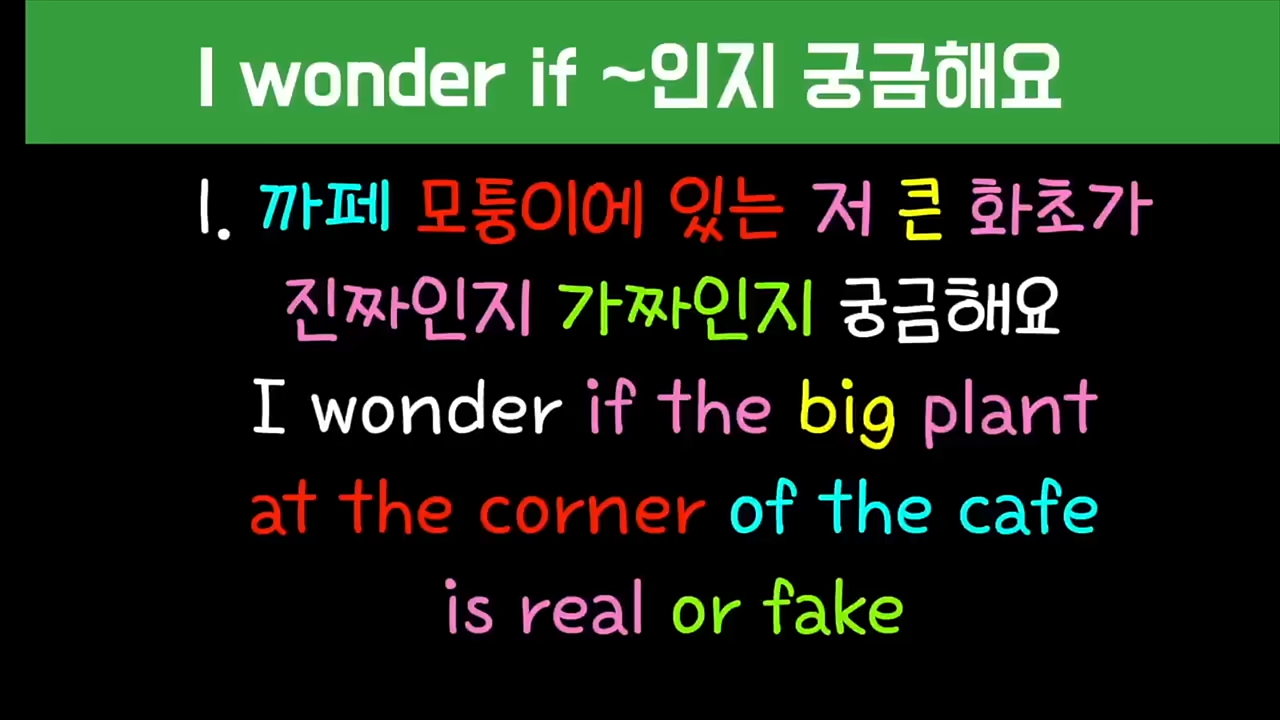 I wonder if ~인지 궁금해요
1. 까페 모퉁이에 있는 저 큰 화초가
진짜인지 가짜인지 궁금해요
I wonder if the big plant
at the corner of the cafe
is real or fake